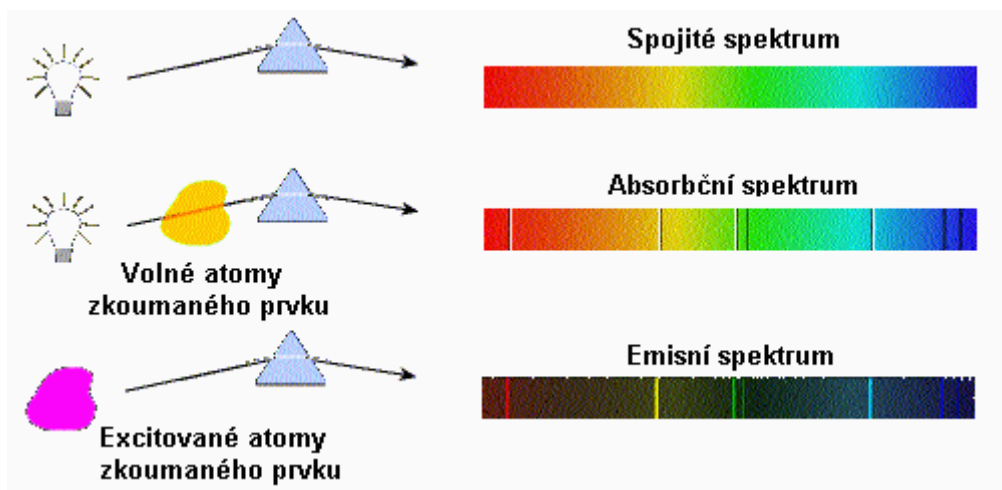 Spojité spektrum
Absorbční spektrum
Volné atomy
zkoumaného prvku
Emisní spektrum
Excitované atomy
zkoumaného prvku